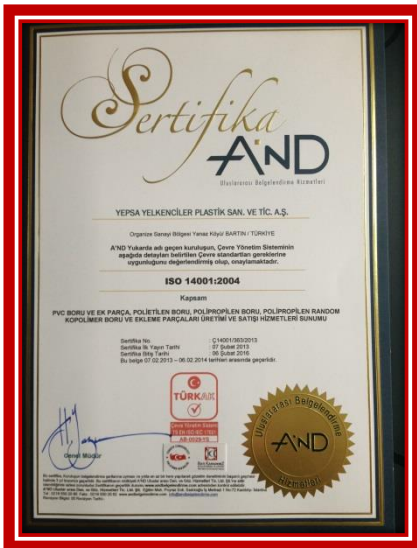 Sertifika
A'ND
Uluslararası Belgelendirme Hizmetleri
YEPSA YELKENCİLER PLASTİK SAN. VE TİC. A.Ş.
Organize Sanayi Bölgesi Yanaz Köyü/ BARTIN / TÜRKİYE
A'ND Yukarda adı geçen kuruluşun, Çevre Yönetim Sisteminin
aşağıda detayları belirtilen Çevre standartları gereklerine
uygunluğunu değerlendirmiş olup, onaylamaktadır.
ISO 14001:2004
Kapsam
PVC BORU VE EK PARÇA, POLİETİLEN BORU, POLİPROPİLEN BORU, POLİPROPİLEN RANDOM
KOPOLİMER BORU VE EKLEME PARÇALARI ÜRETİMİ VE SATIŞI HİZMETLERİ SUNUMU
Sertifika No. : Ç14001/363/2013
Sertifika İlk Yayın Tarihi : 07 Şubat 2013
Sertifika Bitiş Tarihi : 06 Şubat 2016
Bu belge 07.02.2013 – 06.02.2014 tarihleri arasında geçerlidir.
TÜRKAK
Genel Müdür
Uluslararası Belgelendirme
A'ND
Hizmetleri